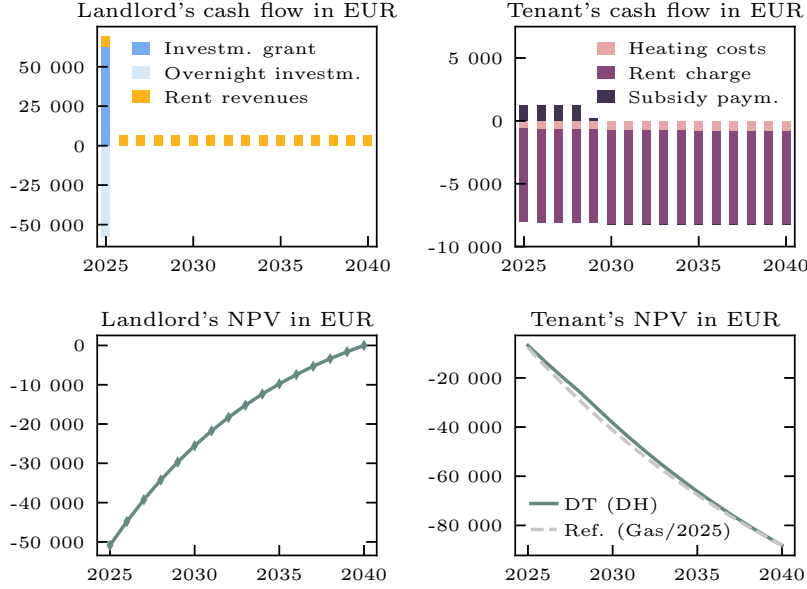 Landlord's cash flow in EUR
50 000
25 000
0
-25 000
-50 000
Investm. grant
Overnight investm.
Rent revenues
2025
2030
2035
2040
Tenant's cash flow in EUR
5 000
0
-5 000
-10 000
Heating costs
Rent charge
Subsidy paym.
2025
2030
2035
2040
Landlord's NPV in EUR
0
-10 000
-20 000
-30 000
-40 000
-50 000
2025
2030
2035
2040
Tenant's NPV in EUR
-20 000
-40 000
-60 000
-80 000
DT (DH)
Ref. (Gas/2025)
2025
2030
2035
2040